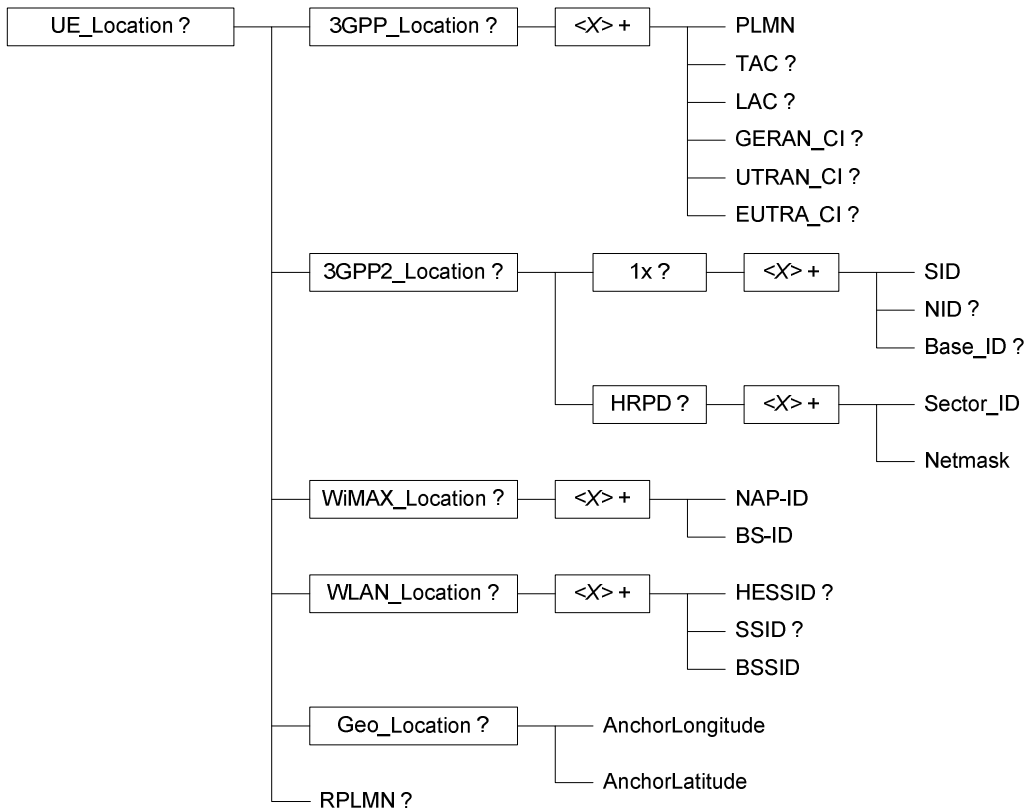 UE_Location ?
3GPP_Location ?
<X> +
PLMN
TAC ?
LAC ?
GERAN_CI ?
UTRAN_CI ?
EUTRA_CI ?
3GPP2_Location ?
1x ?
<X> +
SID
NID ?
Base_ID ?
HRPD ?
<X> +
Sector_ID
Netmask
WiMAX_Location ?
<X> +
NAP-ID
BS-ID
WLAN_Location ?
<X> +
HESSID ?
SSID ?
BSSID
Geo_Location ?
AnchorLongitude
AnchorLatitude
RPLMN ?